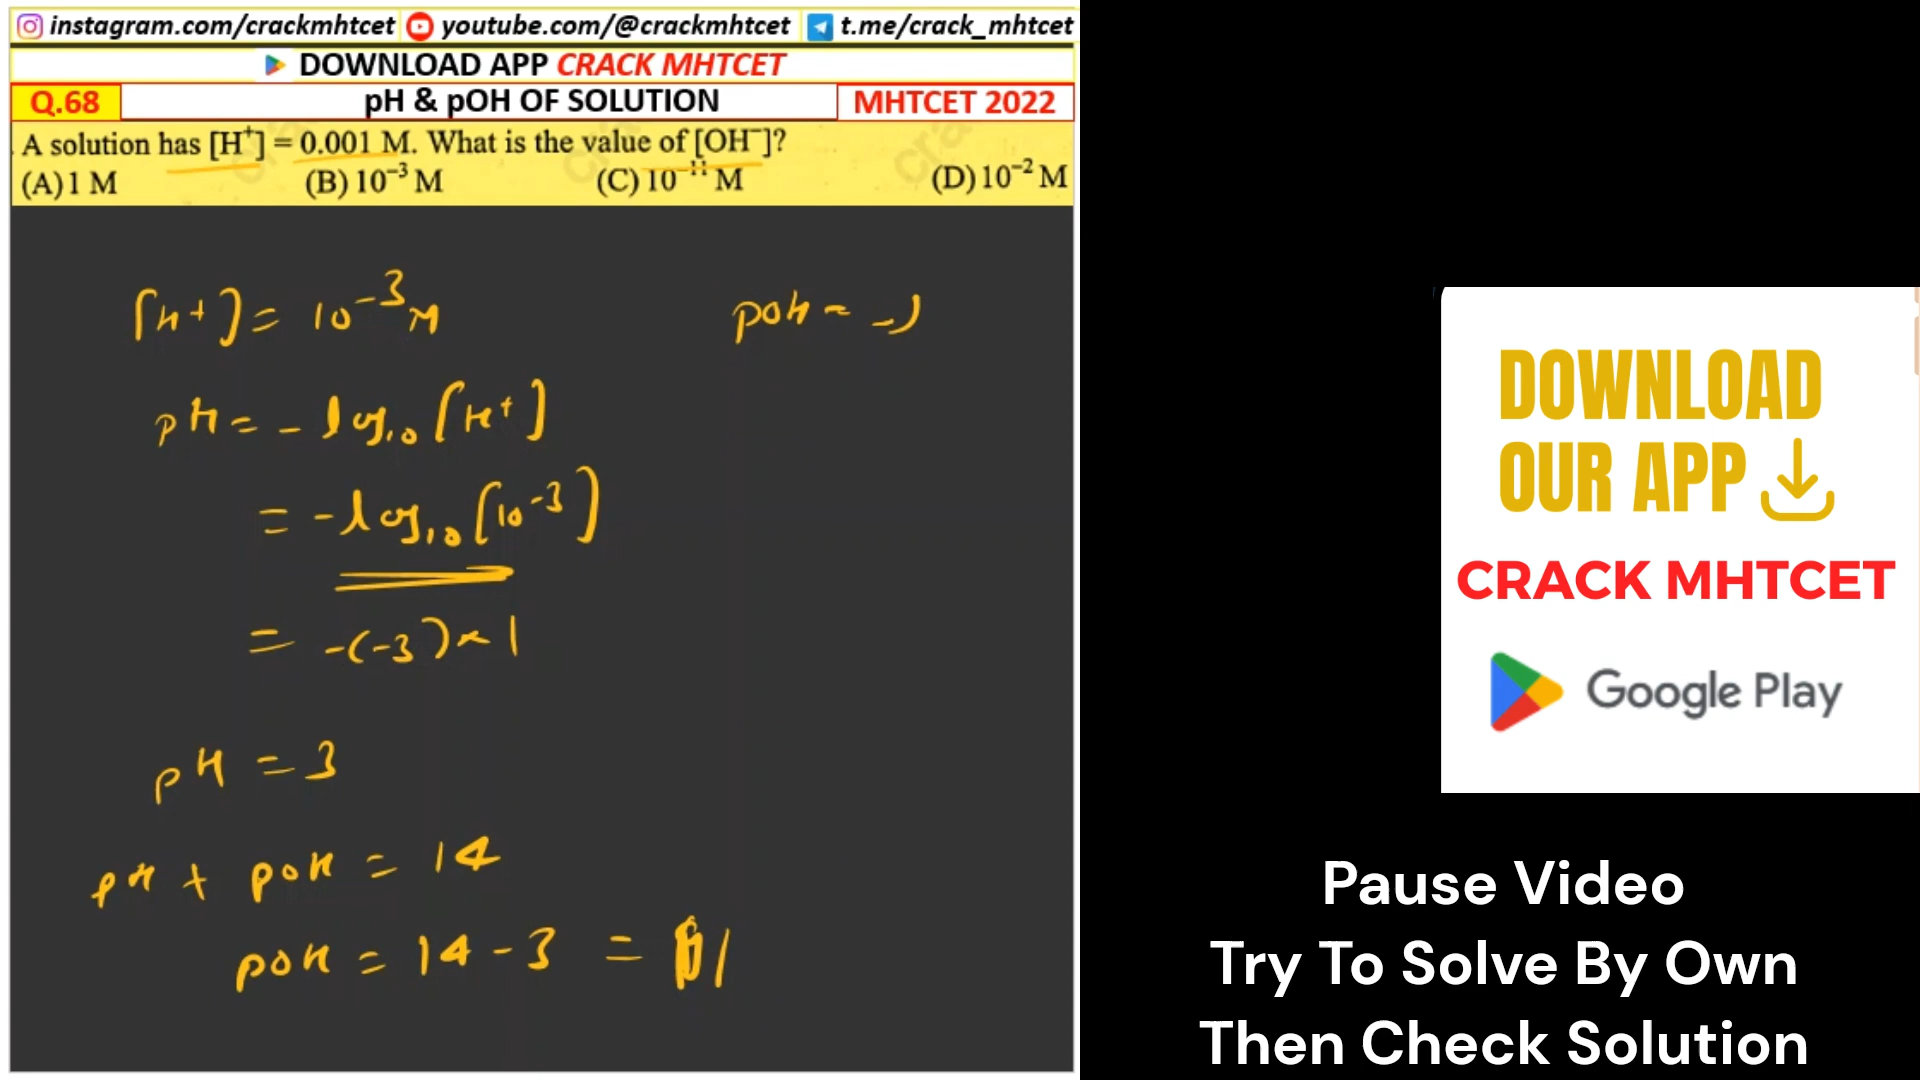 instagram.com/crackmhtcet youtube.com/@crackmhtcet t.me/crack_mhtcet
DOWNLOAD APP CRACK MHTCET
Q.68 pH & pOH OF SOLUTION MHTCET 2022
A solution has [H⁺] = 0.001 M. What is the value of [OH⁻]?
(A) 1 M (B) 10⁻³ M (C) 10⁻¹¹ M (D) 10⁻² M
[H+] = 10⁻³ M
pOH = -
pH = - log₁₀ [H+]
= - log₁₀ [10⁻³]
= -(-3) × 1
pH = 3
pH + pOH = 14
pOH = 14 - 3 = 11
DOWNLOAD
OUR APP
CRACK MHTCET
Google Play
Pause Video
Try To Solve By Own
Then Check Solution